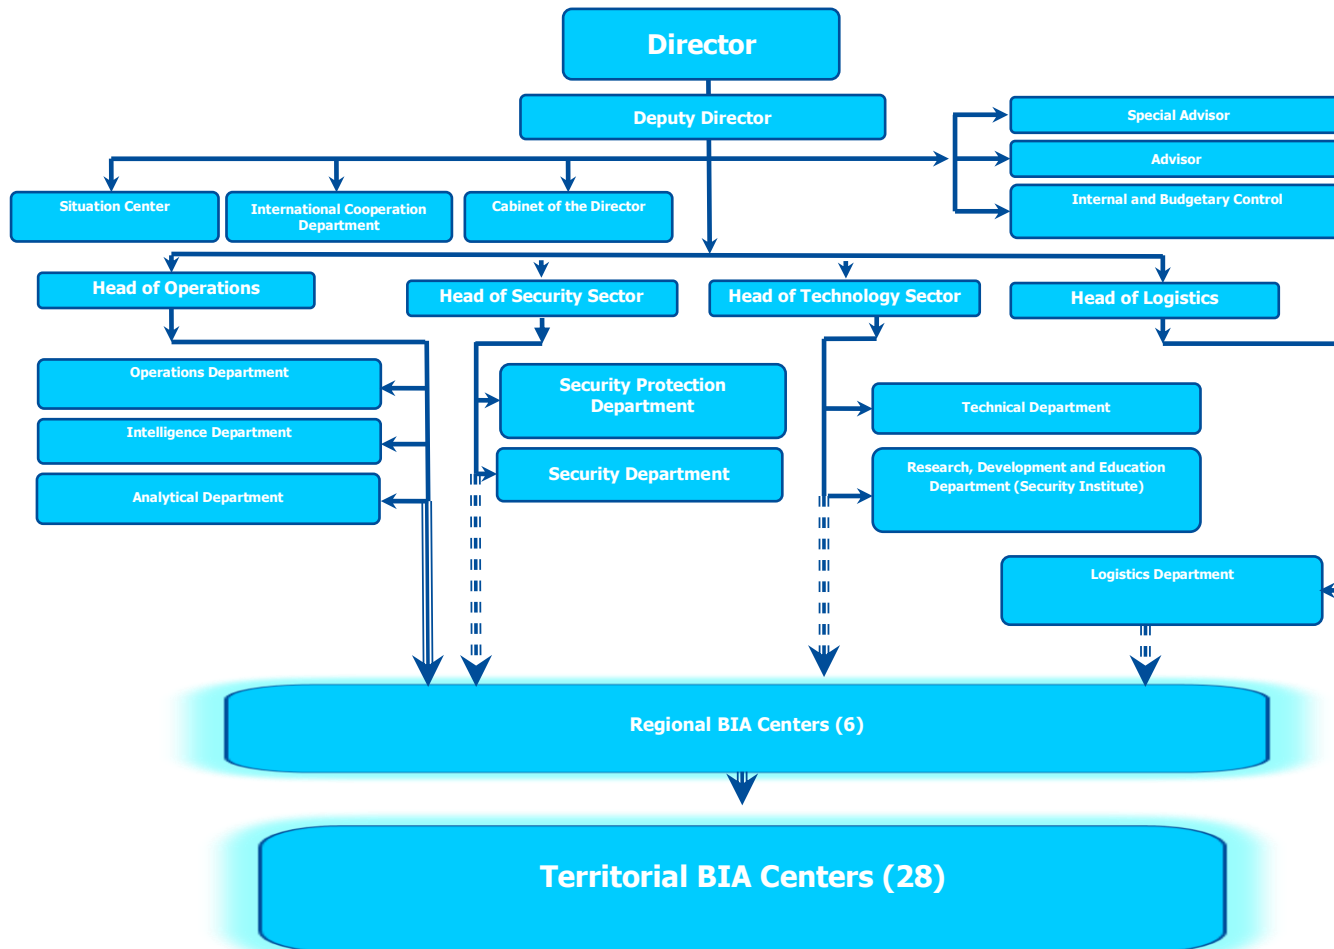 Director
Deputy Director
Special Advisor
Advisor
Internal and Budgetary Control
Situation Center
International Cooperation
Department
Cabinet of the Director
Head of Operations
Head of Security Sector
Head of Technology Sector
Head of Logistics
Operations Department
Intelligence Department
Analytical Department
Security Protection
Department
Security Department
Technical Department
Research, Development and Education
Department (Security Institute)
Logistics Department
Regional BIA Centers (6)
Territorial BIA Centers (28)